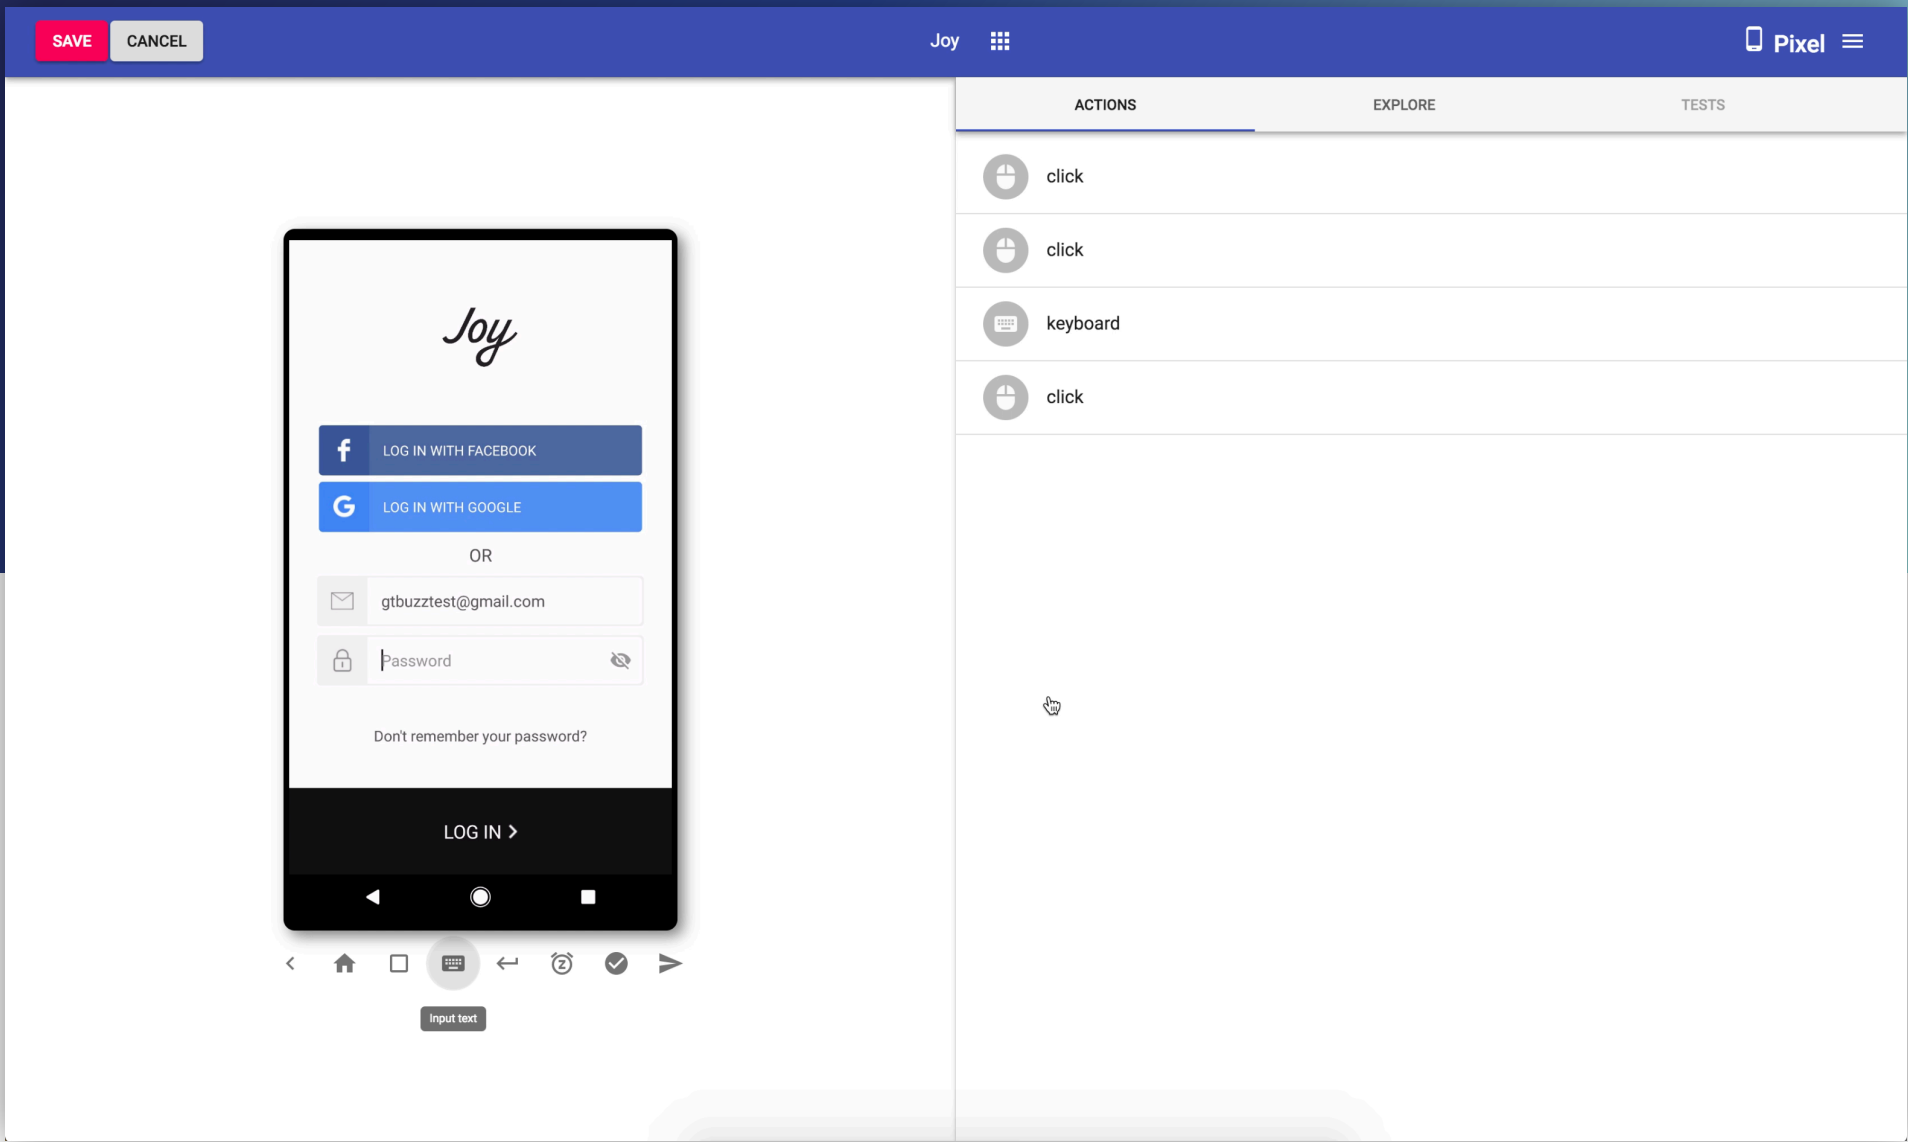 SAVE
CANCEL
Joy
Pixel
ACTIONS
EXPLORE
TESTS
click
click
keyboard
click
Joy
f
LOG IN WITH FACEBOOK
G
LOG IN WITH GOOGLE
OR
gtbuzztest@gmail.com
Password
Don't remember your password?
LOG IN >
Input text